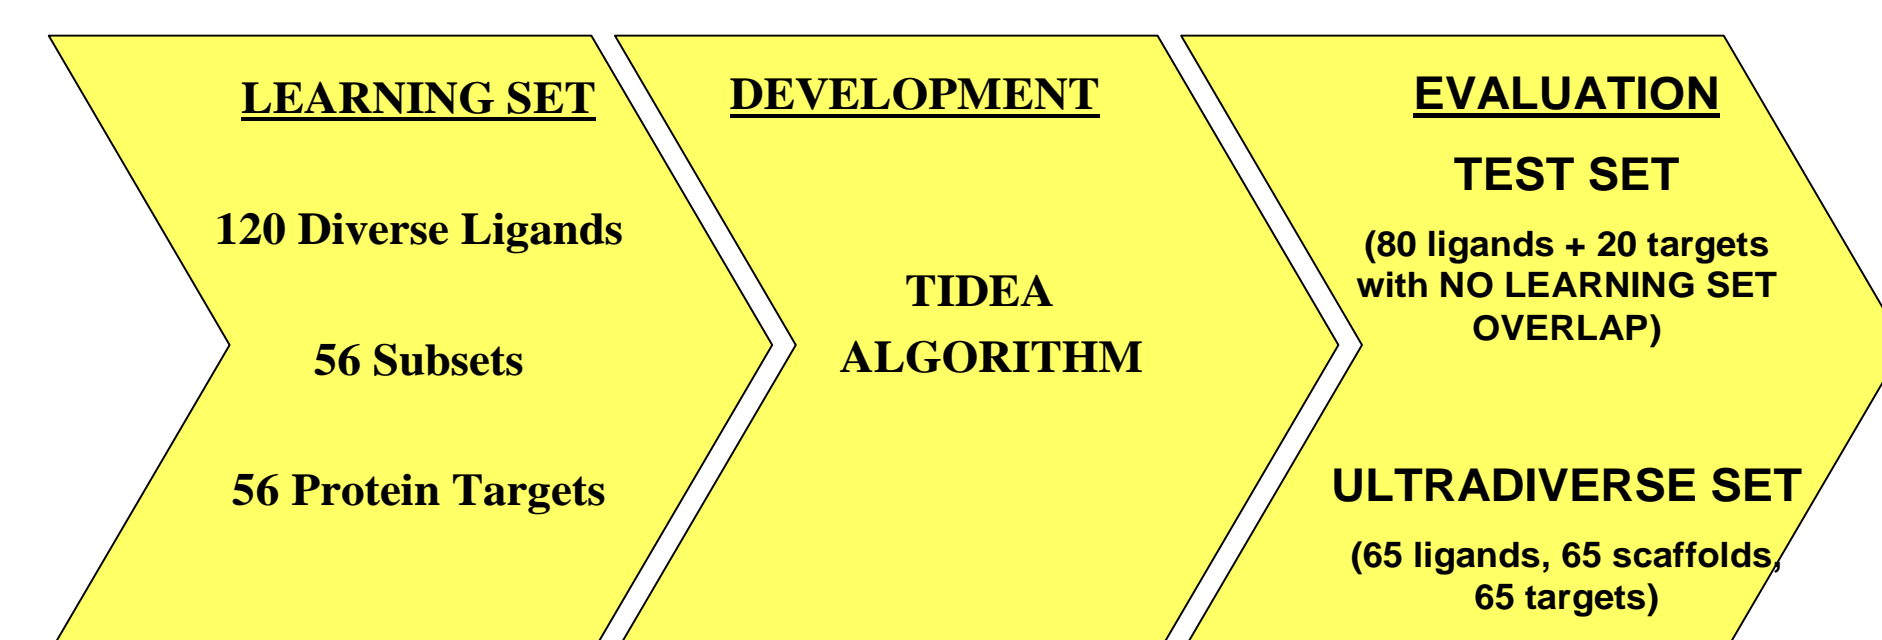 LEARNING SET
120 Diverse Ligands
56 Subsets
56 Protein Targets
DEVELOPMENT
TIDEA
ALGORITHM
EVALUATION
TEST SET
(80 ligands + 20 targets
with NO LEARNING SET
OVERLAP)
ULTRADIVERSE SET
(65 ligands, 65 scaffolds,
65 targets)